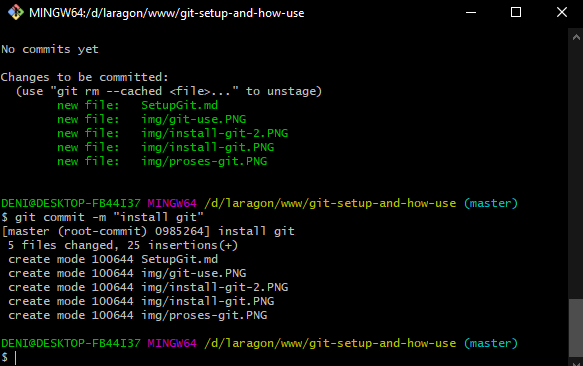 MINGW64:/d/laragon/www/git-setup-and-how-use
No commits yet
Changes to be committed:
  (use "git rm --cached <file>..." to unstage)
        new file:   SetupGit.md
        new file:   img/git-use.PNG
        new file:   img/install-git-2.PNG
        new file:   img/install-git.PNG
        new file:   img/proses-git.PNG
DENI@DESKTOP-FB44I37 MINGW64 /d/laragon/www/git-setup-and-how-use (master)
$ git commit -m "install git"
[master (root-commit) 0985264] install git
 5 files changed, 25 insertions(+)
 create mode 100644 SetupGit.md
 create mode 100644 img/git-use.PNG
 create mode 100644 img/install-git-2.PNG
 create mode 100644 img/install-git.PNG
 create mode 100644 img/proses-git.PNG
DENI@DESKTOP-FB44I37 MINGW64 /d/laragon/www/git-setup-and-how-use (master)
$